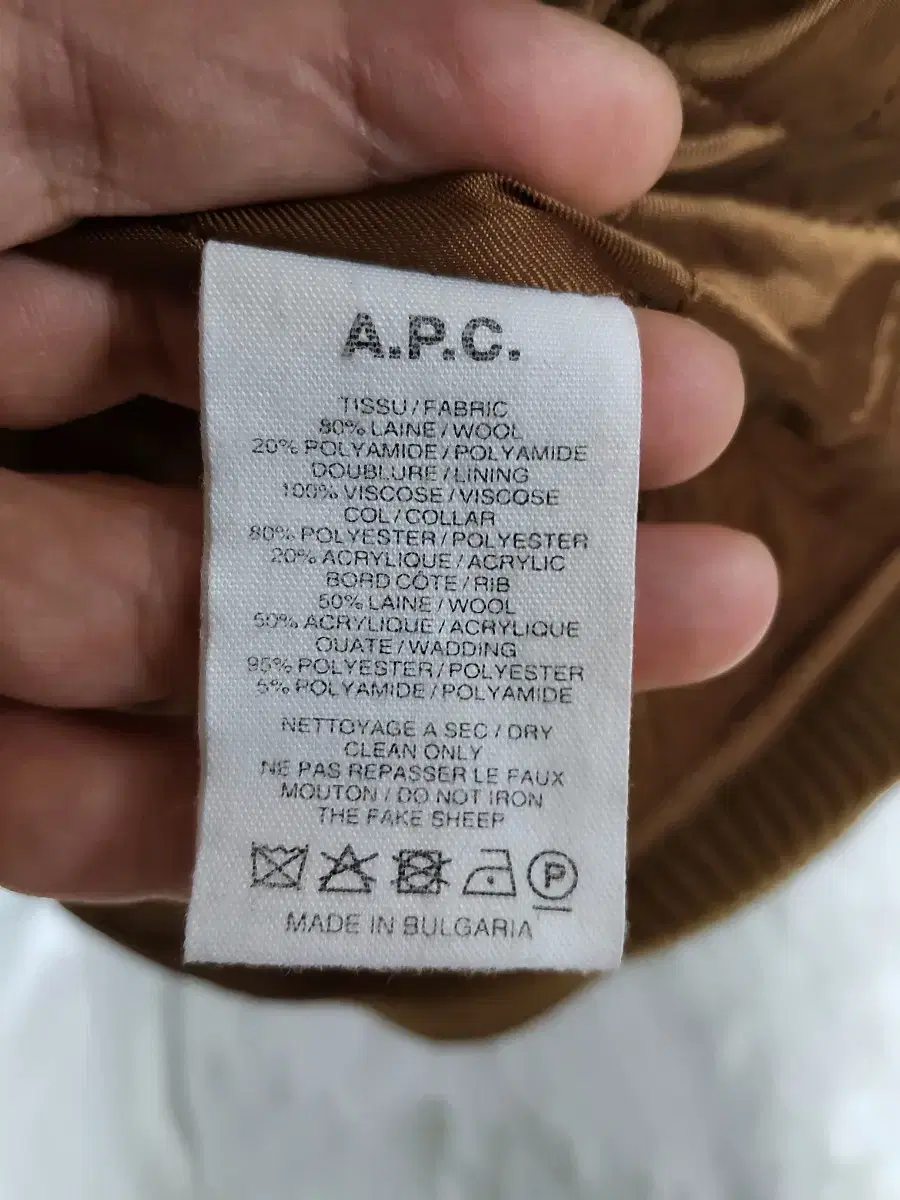 A.P.C.
TISSU/FABRIC
80% LAINE/WOOL
20% POLYAMIDE/POLYAMIDE
DOUBLURE/LINING
100% VISCOSE/VISCOSE
COL/COLLAR
80% POLYESTER/POLYESTER
20% ACRYLIQUE/ACRYLIC
BORD CÔTE/RIB
50% LAINE/WOOL
50% ACRYLIQUE/ACRYLIQUE
OUATE/WADDING
95% POLYESTER/POLYESTER
5% POLYAMIDE/POLYAMIDE
NETTOYAGE A SEC/DRY
CLEAN ONLY
NE PAS REPASSER LE FAUX
MOUTON/DO NOT IRON
THE FAKE SHEEP
P
MADE IN BULGARIA